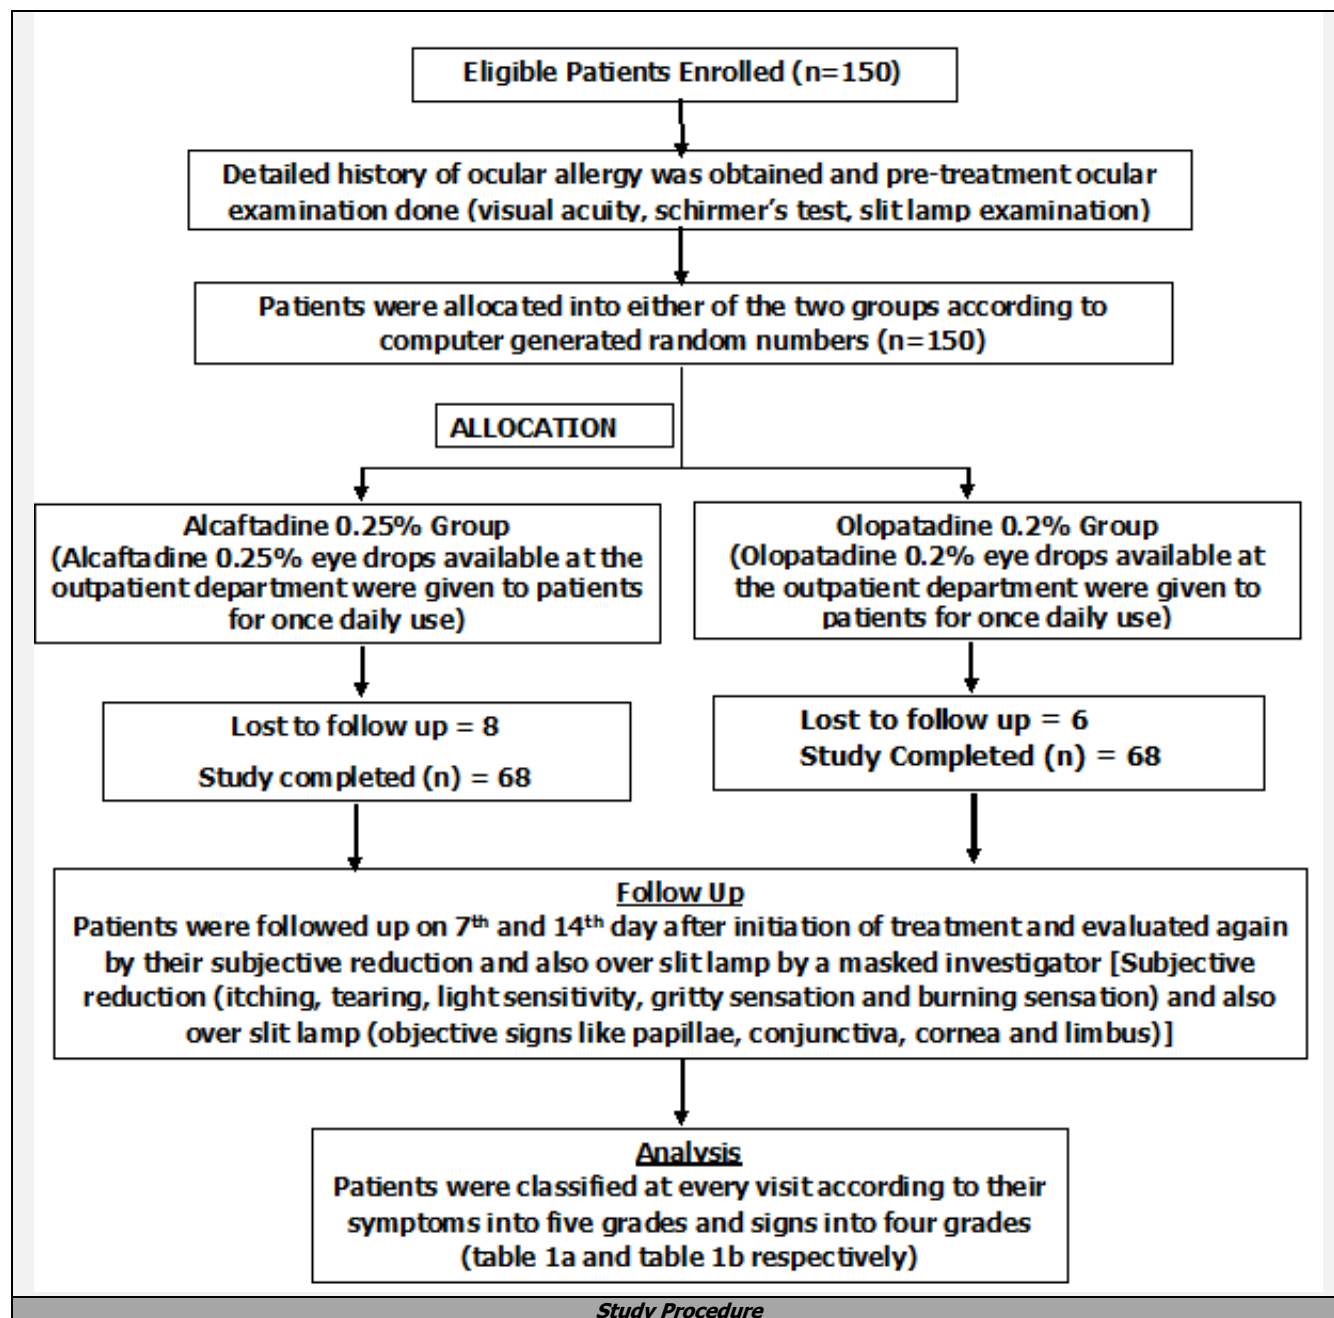 Eligible Patients Enrolled (n=150)
Detailed history of ocular allergy was obtained and pre-treatment ocular
examination done (visual acuity, schirmer's test, slit lamp examination)
Patients were allocated into either of the two groups according to
computer generated random numbers (n=150)
ALLOCATION
Alcaftadine 0.25% Group
(Alcaftadine 0.25% eye drops available at the
outpatient department were given to patients
for once daily use)
Olopatadine 0.2% Group
(Olopatadine 0.2% eye drops available at
the outpatient department were given to
patients for once daily use)
Lost to follow up = 8
Study completed (n) = 68
Lost to follow up = 6
Study Completed (n) = 68
Follow Up
Patients were followed up on 7th and 14th day after initiation of treatment and evaluated again
by their subjective reduction and also over slit lamp by a masked investigator [Subjective
reduction (itching, tearing, light sensitivity, gritty sensation and burning sensation) and also
over slit lamp (objective signs like papillae, conjunctiva, cornea and limbus)]
Analysis
Patients were classified at every visit according to their
symptoms into five grades and signs into four grades
(table 1a and table 1b respectively)
Study Procedure